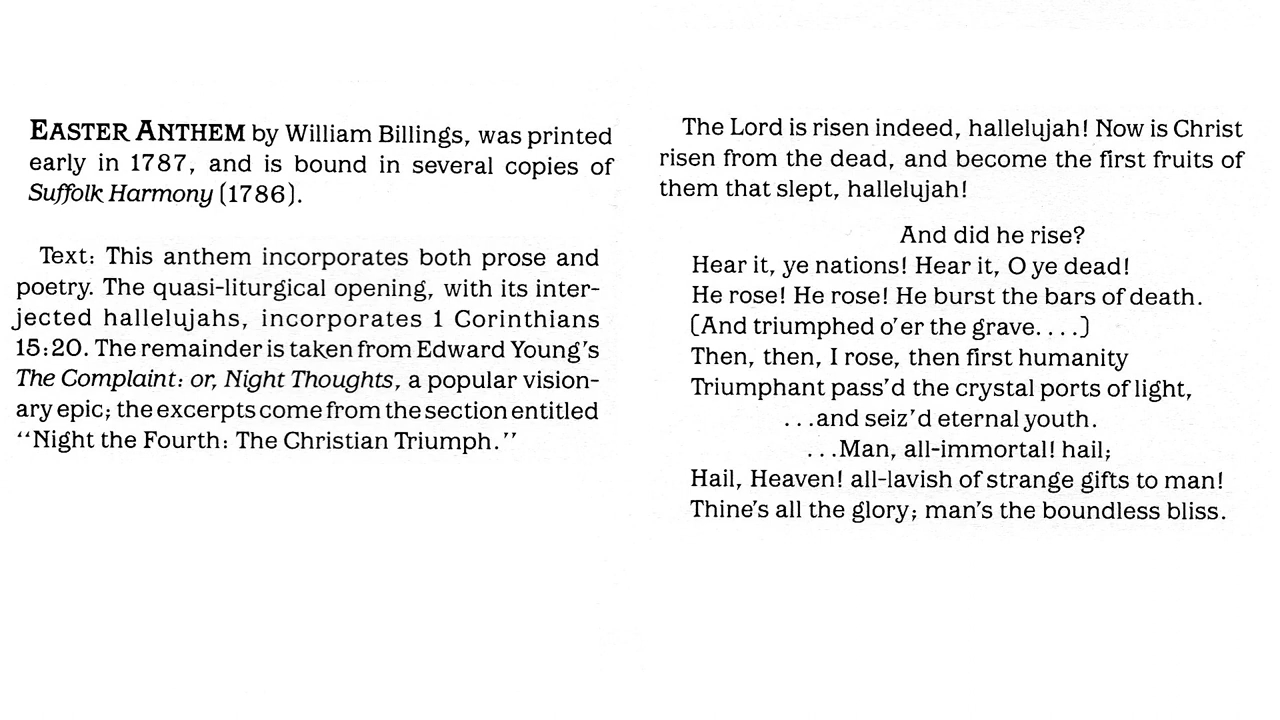 EASTER ANTHEM by William Billings, was printed
early in 1787, and is bound in several copies of
Suffolk Harmony (1786).
Text: This anthem incorporates both prose and
poetry. The quasi-liturgical opening, with its inter-
jected hallelujahs, incorporates 1 Corinthians
15:20. The remainder is taken from Edward Young's
The Complaint: or, Night Thoughts, a popular vision-
ary epic; the excerpts come from the section entitled
“Night the Fourth: The Christian Triumph.”
The Lord is risen indeed, hallelujah! Now is Christ
risen from the dead, and become the first fruits of
them that slept, hallelujah!
And did he rise?
Hear it, ye nations! Hear it, O ye dead!
He rose! He rose! He burst the bars of death.
(And triumphed o'er the grave. . . .)
Then, then, I rose, then first humanity
Triumphant pass'd the crystal ports of light,
. . .and seiz'd eternal youth.
. . .Man, all-immortal! hail;
Hail, Heaven! all-lavish of strange gifts to man!
Thine's all the glory; man's the boundless bliss.